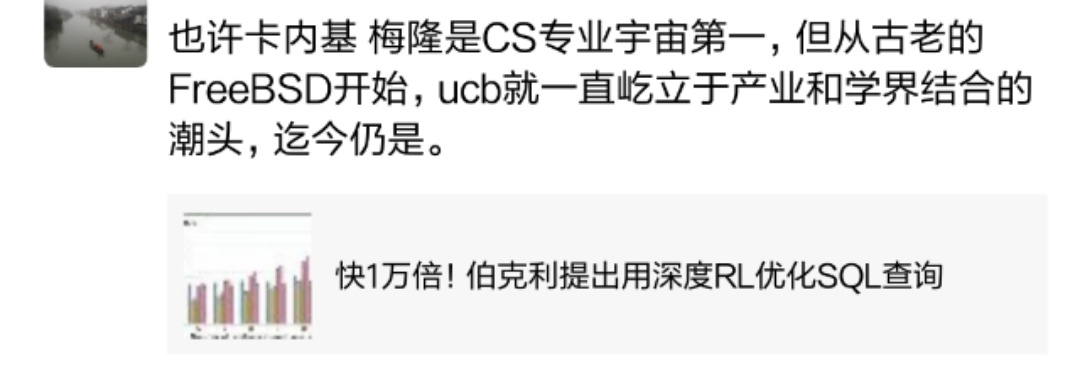 也许卡内基 梅隆是CS专业宇宙第一，但从古老的
FreeBSD开始，ucb就一直屹立于产业和学界结合的
潮头，迄今仍是。
快1万倍！伯克利提出用深度RL优化SQL查询